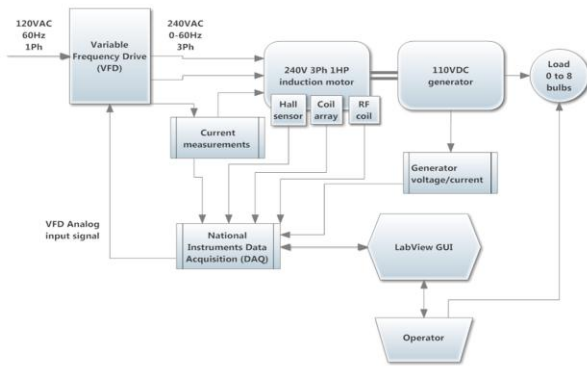 120VAC
60Hz
1Ph
Variable
Frequency Drive
(VFD)
240VAC
0-60Hz
3Ph
240V 3Ph 1HP
induction motor
Hall
sensor
Coil
array
RF
coil
110VDC
generator
Load
0 to 8
bulbs
Current
measurements
Generator
voltage/current
VFD Analog
input signal
National
Instruments Data
Acquisition (DAQ)
LabView GUI
Operator